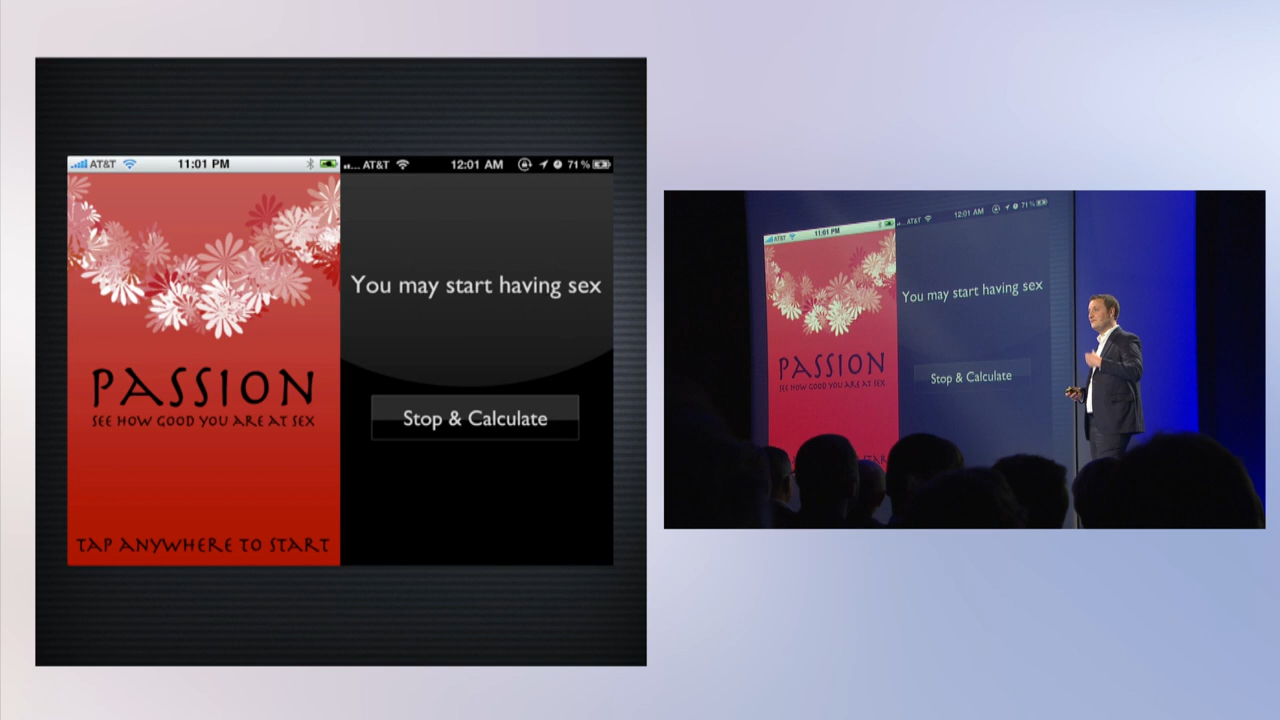 AT&T 11:01 PM
PASSION
SEE HOW GOOD YOU ARE AT SEX
TAP ANYWHERE TO START
... AT&T 12:01 AM 71%
You may start having sex
Stop & Calculate
AT&T 11:01 PM
PASSION
SEE HOW GOOD YOU ARE AT SEX
... AT&T 12:01 AM 71%
You may start having sex
Stop & Calculate